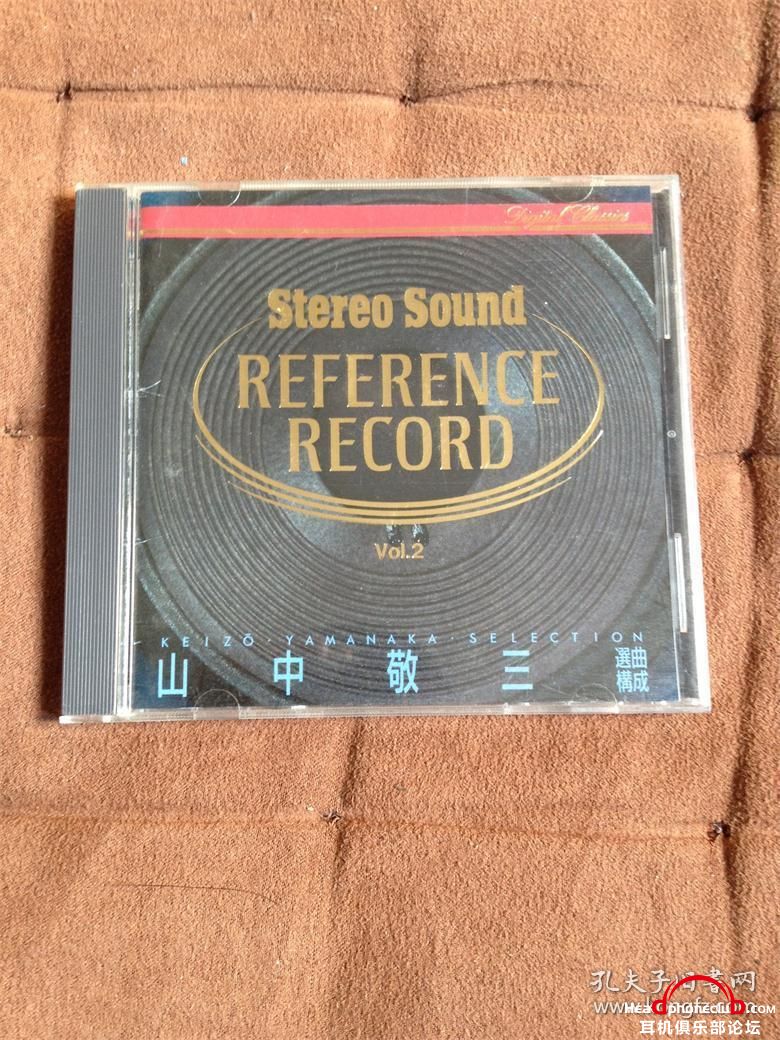 Digital Classics
Stereo Sound
REFERENCE
RECORD
Vol.2
KEIZŌ·YAMANAKA·SELECTION
山中敬三 選曲
構成
孔夫子旧书网
耳机俱乐部论坛